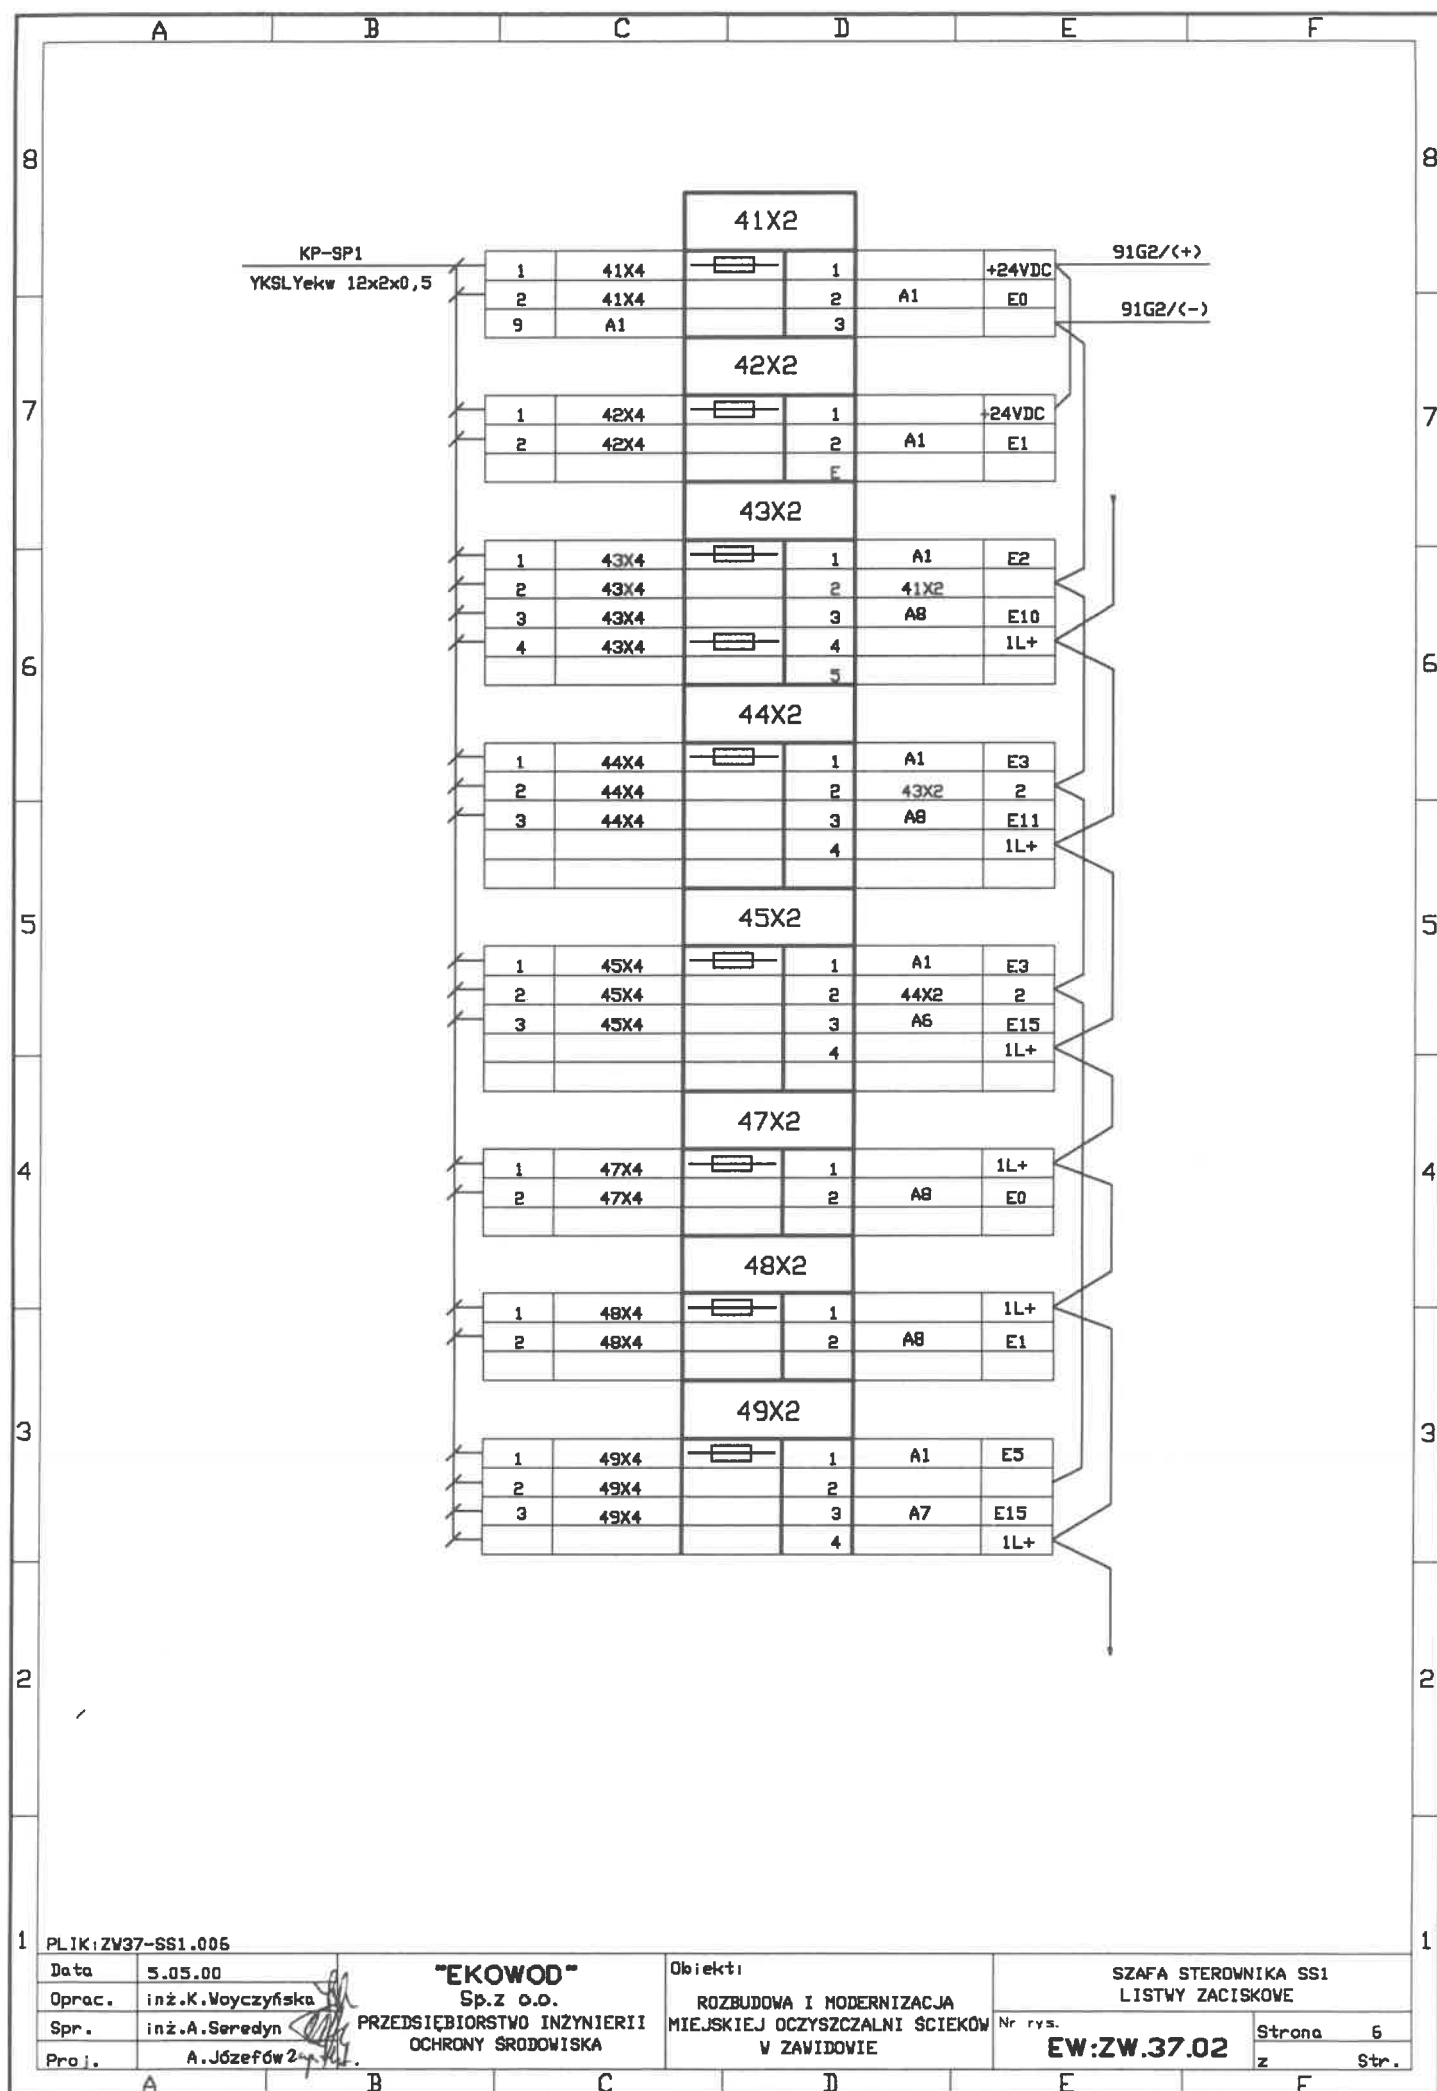 A B C D E F
8 8
41X2
KP-SP1
YKSLYekw 12x2x0,5
91G2/(+)
1 41X4 1 +24VDC
2 41X4 2 A1 E0
91G2/(-)
9 A1 3
42X2
7 7
1 42X4 1 +24VDC
2 42X4 2 A1 E1
E
43X2
1 43X4 1 A1 E2
2 43X4 2 41X2
3 43X4 3 A8 E10
4 43X4 4 1L+
6 6
5
44X2
1 44X4 1 A1 E3
2 44X4 2 43X2 2
3 44X4 3 A8 E11
4 1L+
45X2
5 5
1 45X4 1 A1 E3
2 45X4 2 44X2 2
3 45X4 3 A6 E15
4 1L+
47X2
4 4
1 47X4 1 1L+
2 47X4 2 A8 E0
48X2
1 48X4 1 1L+
2 48X4 2 A8 E1
49X2
3 3
1 49X4 1 A1 E5
2 49X4 2
3 49X4 3 A7 E15
4 1L+
2 2
1 1
PLIK:ZW37-SS1.006
Data 5.05.00
Oprac. inż.K.Woyczyńska
Spr. inż.A.Seredyn
Proj. A.Józefów
"EKOWOD"
Sp.z o.o.
PRZEDSIĘBIORSTWO INŻYNIERII
OCHRONY ŚRODOWISKA
Obiekt:
ROZBUDOWA I MODERNIZACJA
MIEJSKIEJ OCZYSZCZALNI ŚCIEKÓW
W ZAWIDOWIE
SZAFA STEROWNIKA SS1
LISTWY ZACISKOWE
Nr rys.
EW:ZW.37.02
Strona 6
z Str.
A B C D E F